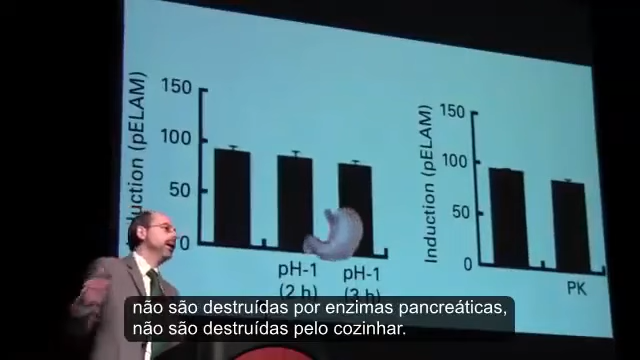 150
100
50
0
Induction (pELAM)
pH-1
(2 h)
pH-1
(3 h)
150
100
50
0
Induction (pELAM)
PK
não são destruídas por enzimas pancreáticas,
não são destruídas pelo cozinhar.